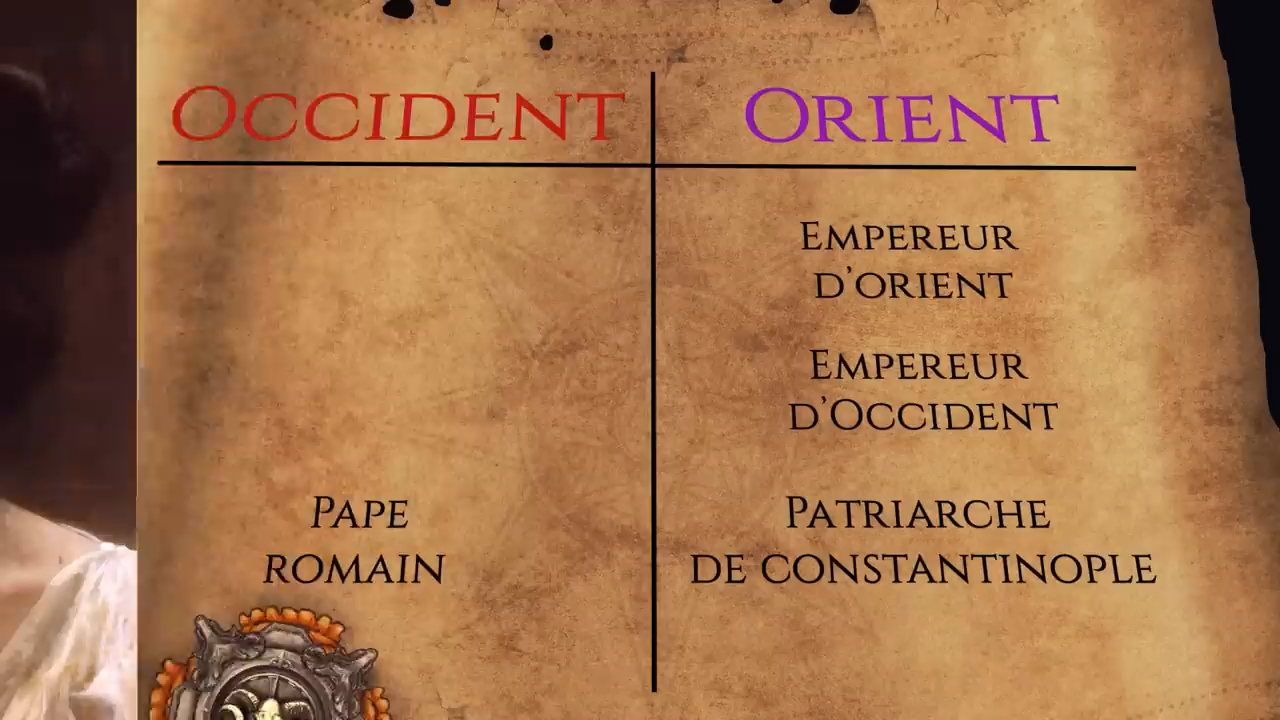 Occident
Orient
Empereur
d'orient
Empereur
d'Occident
Pape
romain
Patriarche
de constantinople